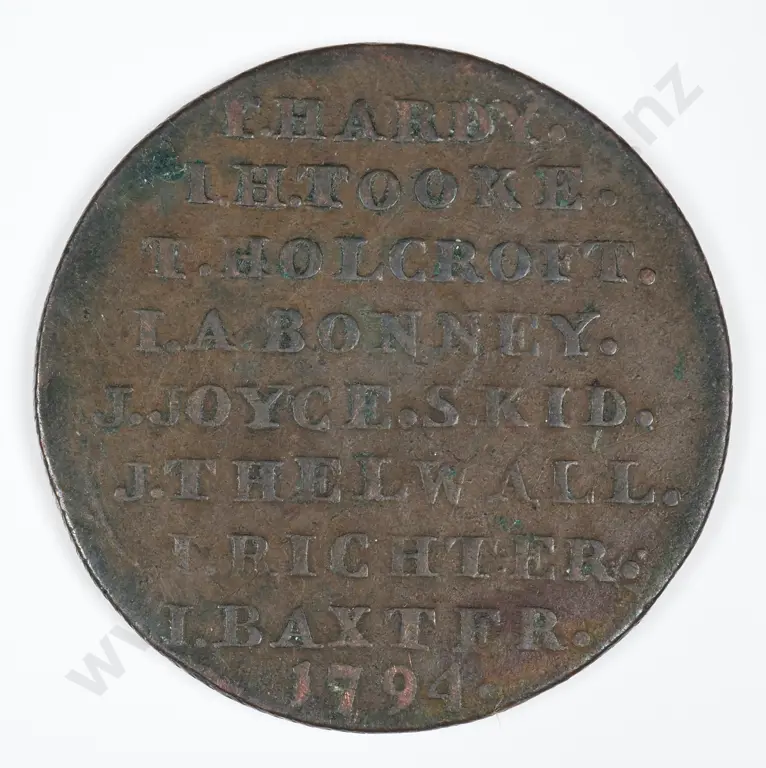 T.HARDY.
I.H.TOOKE.
T.HOLCROFT.
I.A.BONNEY.
J.JOYCE.S.KID.
J.THELWALL.
I.RICHTER.
J.BAXTER.
1794.